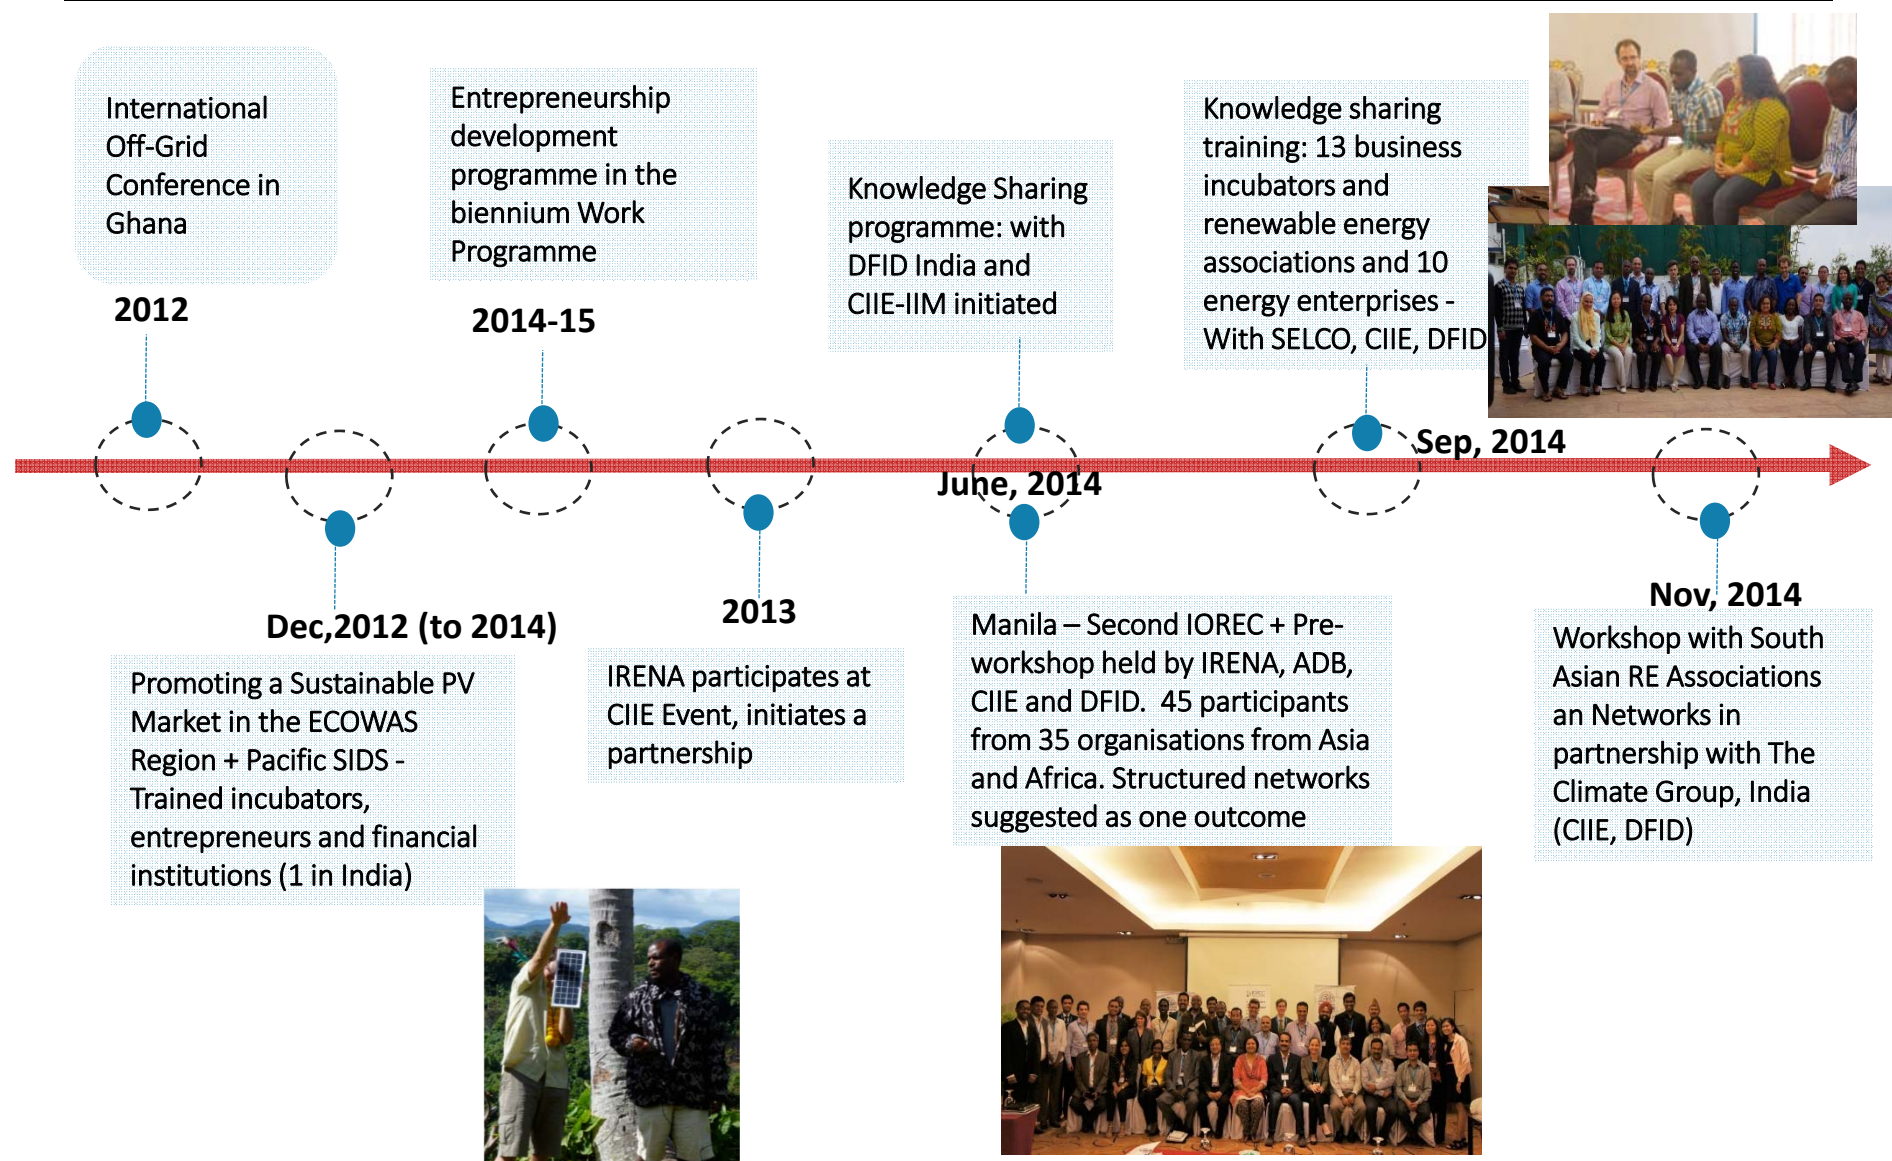 International
Off-Grid
Conference in
Ghana
2012
Dec,2012 (to 2014)
Promoting a Sustainable PV
Market in the ECOWAS
Region + Pacific SIDS -
Trained incubators,
entrepreneurs and financial
institutions (1 in India)
Entrepreneurship
development
programme in the
biennium Work
Programme
2014-15
2013
IRENA participates at
CIIE Event, initiates a
partnership
Knowledge Sharing
programme: with
DFID India and
CIIE-IIM initiated
June, 2014
Manila – Second IOREC + Pre-
workshop held by IRENA, ADB,
CIIE and DFID.  45 participants
from 35 organisations from Asia
and Africa. Structured networks
suggested as one outcome
Knowledge sharing
training: 13 business
incubators and
renewable energy
associations and 10
energy enterprises -
With SELCO, CIIE, DFID
Sep, 2014
Nov, 2014
Workshop with South
Asian RE Associations
an Networks in
partnership with The
Climate Group, India
(CIIE, DFID)